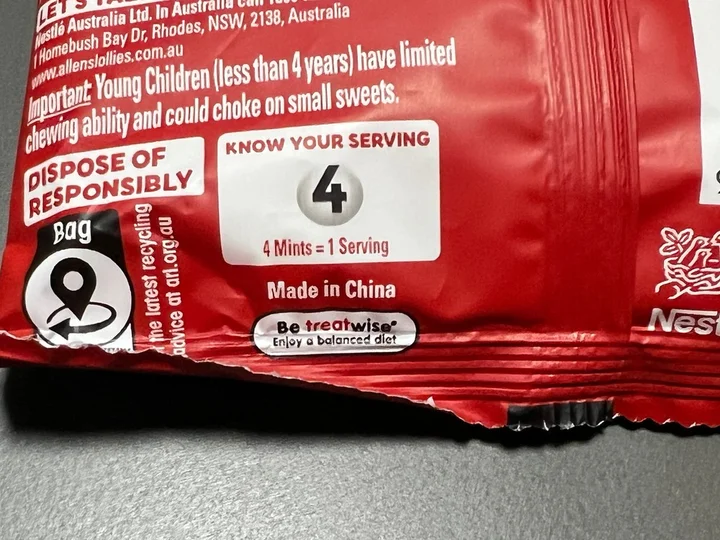 LET'S
Nestlé Australia Ltd. In Australia call
1 Homebush Bay Dr, Rhodes, NSW, 2138, Australia
www.allenslollies.com.au
Important: Young Children (less than 4 years) have limited
chewing ability and could choke on small sweets.
DISPOSE OF
RESPONSIBLY
Bag
the latest recycling
advice at arl.org.au
KNOW YOUR SERVING
4
4 Mints = 1 Serving
Made in China
Be treatwise®
Enjoy a balanced diet
Nest